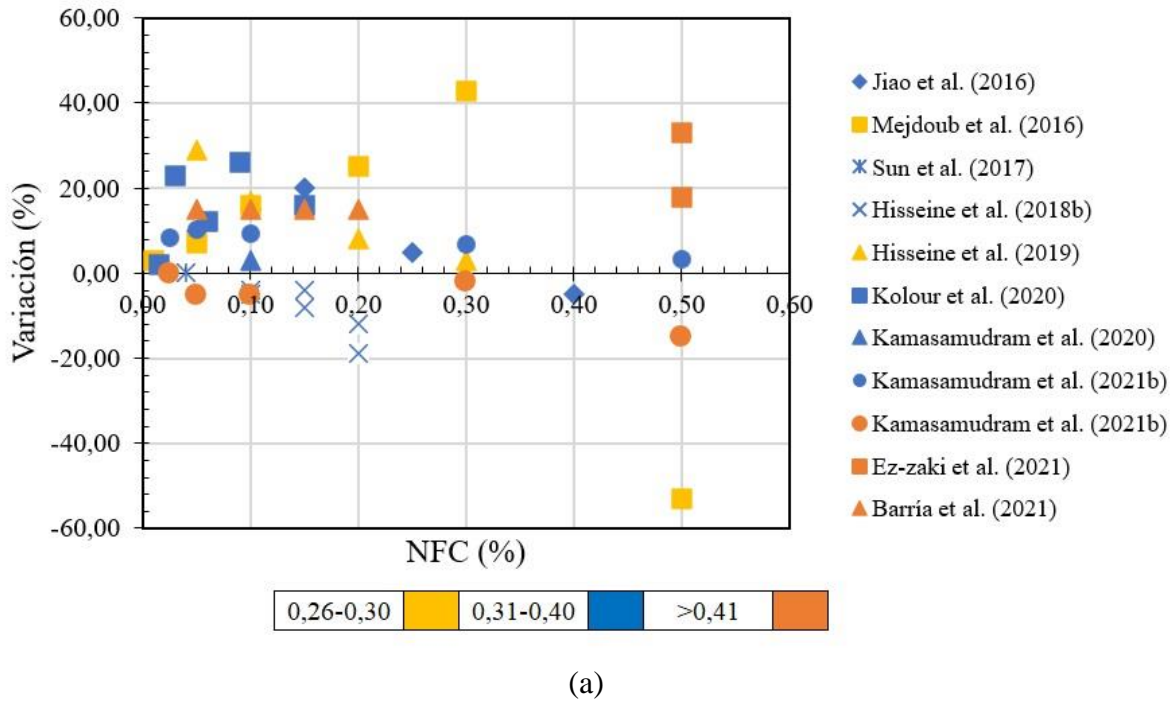 60,00
40,00
20,00
0,00
-20,00
-40,00
-60,00
Variación (%)
0,00 0,10 0,20 0,30 0,40 0,50 0,60
NFC (%)
Jiao et al. (2016)
Mejdoub et al. (2016)
Sun et al. (2017)
Hisseine et al. (2018b)
Hisseine et al. (2019)
Kolour et al. (2020)
Kamasamudram et al. (2020)
Kamasamudram et al. (2021b)
Kamasamudram et al. (2021b)
Ez-zaki et al. (2021)
Barría et al. (2021)
0,26-0,30 0,31-0,40 >0,41
(a)